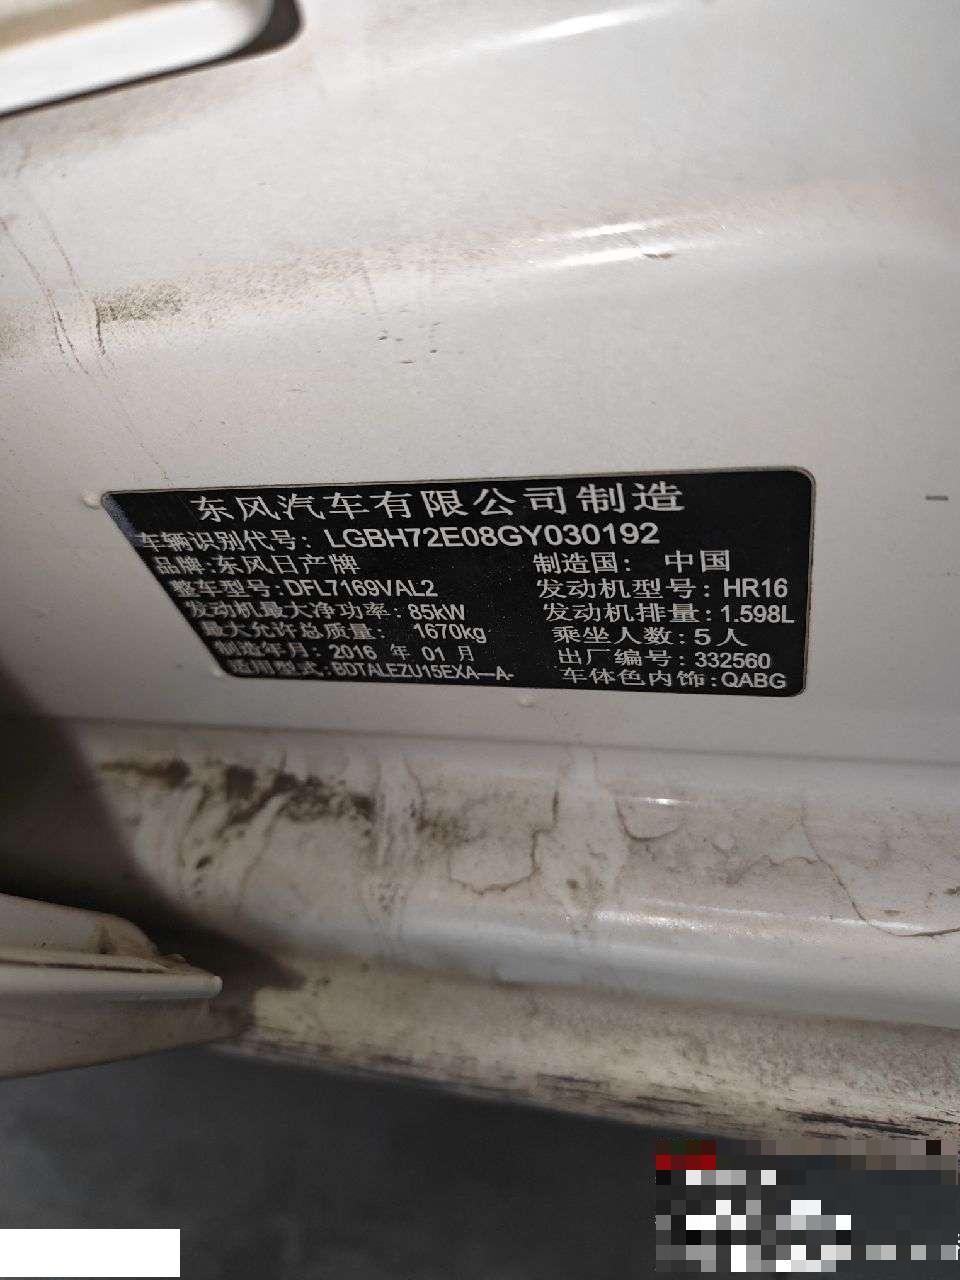 东风汽车有限公司制造
车辆识别代号: LGBH72E08GY030192
品牌:东风日产牌 制造国: 中国
整车型号:DFL7169VAL2 发动机型号: HR16
发动机最大净功率: 85kW 发动机排量: 1.598L
最大允许总质量: 1670kg 乘坐人数: 5人
制造年月: 2016 年 01 月 出厂编号: 332560
适用型式: BDTALEZU15EXA—A- 车体色内饰:QABG